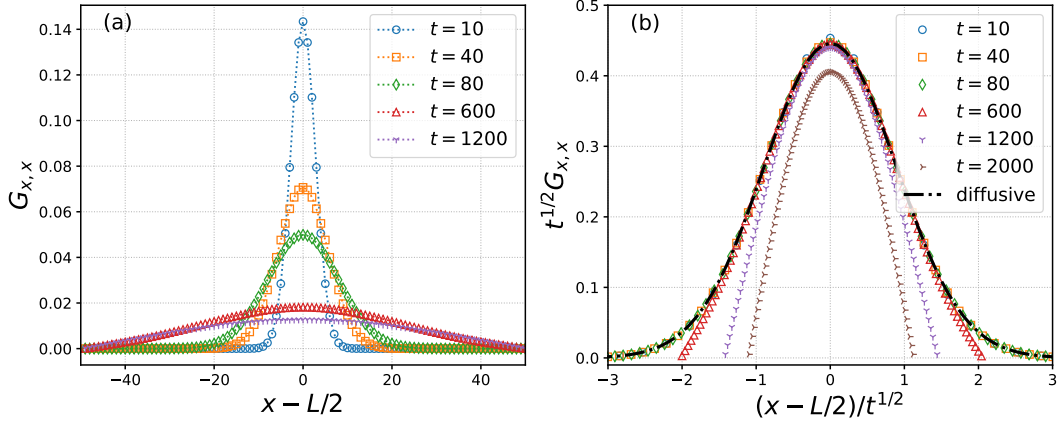 (a)
t = 10
t = 40
t = 80
t = 600
t = 1200
0.14
0.12
0.10
0.08
0.06
0.04
0.02
0.00
G_{x,x}
−40 −20 0 20 40
x − L/2
(b)
t = 10
t = 40
t = 80
t = 600
t = 1200
t = 2000
diffusive
0.5
0.4
0.3
0.2
0.1
0.0
t^{1/2}G_{x,x}
−3 −2 −1 0 1 2 3
(x − L/2)/t^{1/2}